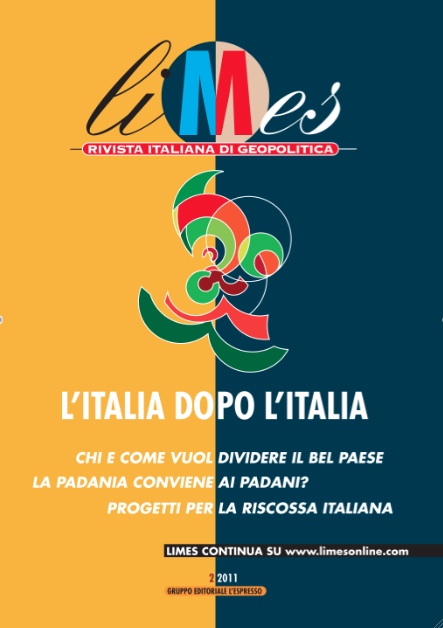 liMes
RIVISTA ITALIANA DI GEOPOLITICA
L'ITALIA DOPO L'ITALIA
CHI E COME VUOL DIVIDERE IL BEL PAESE
LA PADANIA CONVIENE AI PADANI?
PROGETTI PER LA RISCOSSA ITALIANA
LIMES CONTINUA SU www.limesonline.com
2 2011
GRUPPO EDITORIALE L'ESPRESSO